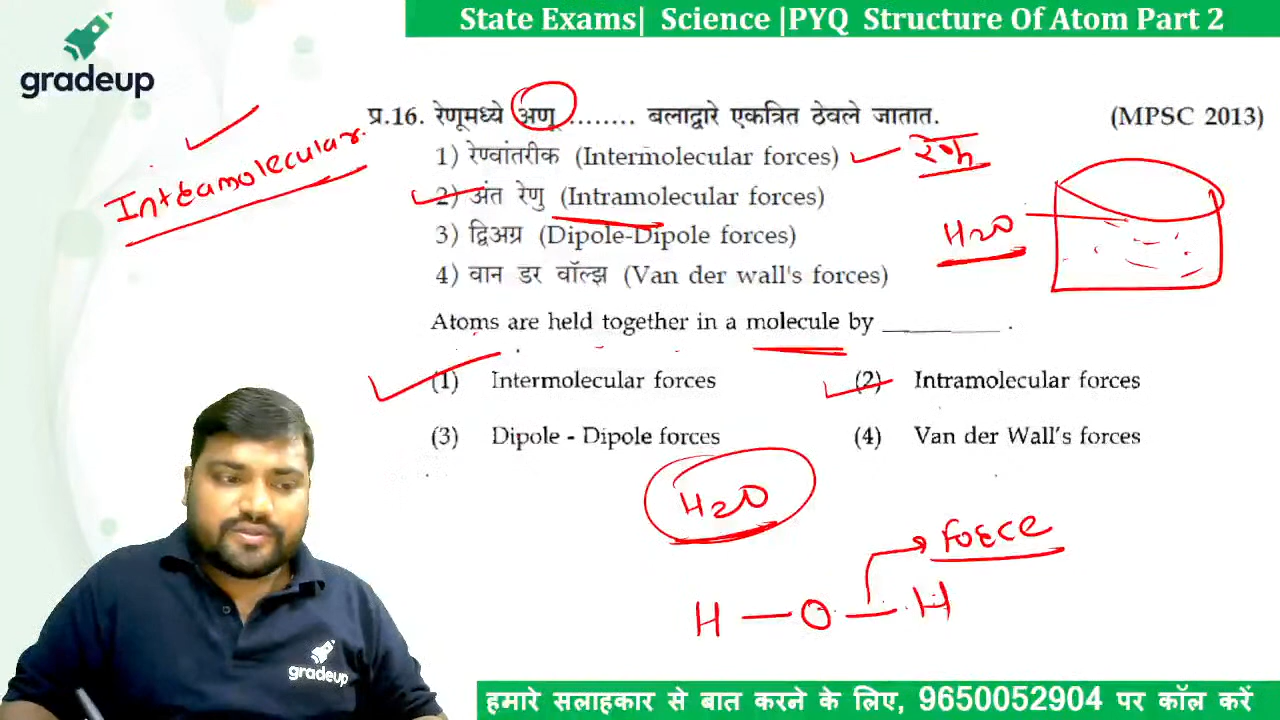 State Exams| Science |PYQ Structure Of Atom Part 2
gradeup
प्र.16. रेणूमध्ये अणू ........ बलाद्वारे एकत्रित ठेवले जातात. (MPSC 2013)
1) रेण्वांतरीक (Intermolecular forces)
2) अंत रेणु (Intramolecular forces)
3) द्विअग्र (Dipole-Dipole forces)
4) वान डर वॉल्झ (Van der wall's forces)
Intramolecular
H2O
Atoms are held together in a molecule by ________ .
(1) Intermolecular forces (2) Intramolecular forces
(3) Dipole - Dipole forces (4) Van der Wall's forces
H2O
Force
H — O — H
gradeup
हमारे सलाहकार से बात करने के लिए, 9650052904 पर कॉल करें